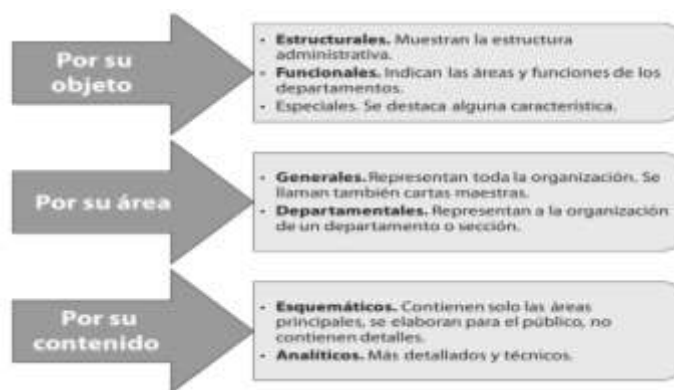 Por su
objeto
• Estructurales. Muestran la estructura
administrativa.
• Funcionales. Indican las áreas y funciones de los
departamentos.
• Especiales. Se destaca alguna característica.
Por su área
• Generales. Representan toda la organización. Se
llaman también cartas maestras.
• Departamentales. Representan a la organización
de un departamento o sección.
Por su
contenido
• Esquemáticos. Contienen solo las áreas
principales, se elaboran para el público, no
contienen detalles.
• Analíticos. Más detallados y técnicos.